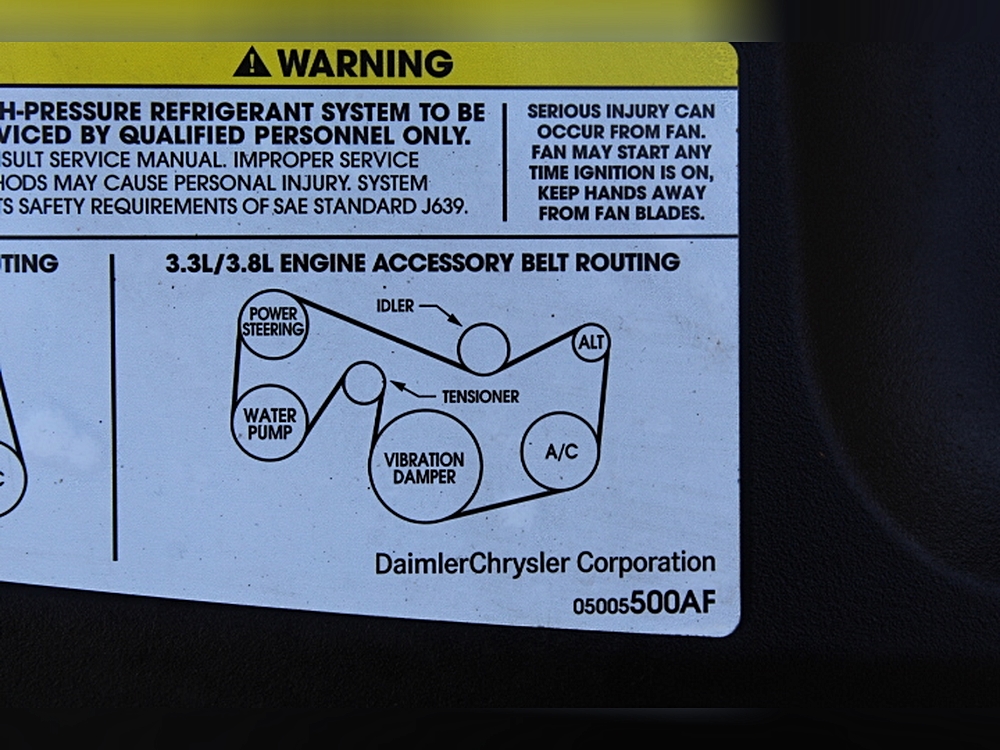 WARNING
H-PRESSURE REFRIGERANT SYSTEM TO BE
VICED BY QUALIFIED PERSONNEL ONLY.
NSULT SERVICE MANUAL. IMPROPER SERVICE
HODS MAY CAUSE PERSONAL INJURY. SYSTEM
TS SAFETY REQUIREMENTS OF SAE STANDARD J639.
SERIOUS INJURY CAN
OCCUR FROM FAN.
FAN MAY START ANY
TIME IGNITION IS ON,
KEEP HANDS AWAY
FROM FAN BLADES.
TING
3.3L/3.8L ENGINE ACCESSORY BELT ROUTING
POWER
STEERING
IDLER
ALT
TENSIONER
WATER
PUMP
VIBRATION
DAMPER
A/C
C
DaimlerChrysler Corporation
05005500AF